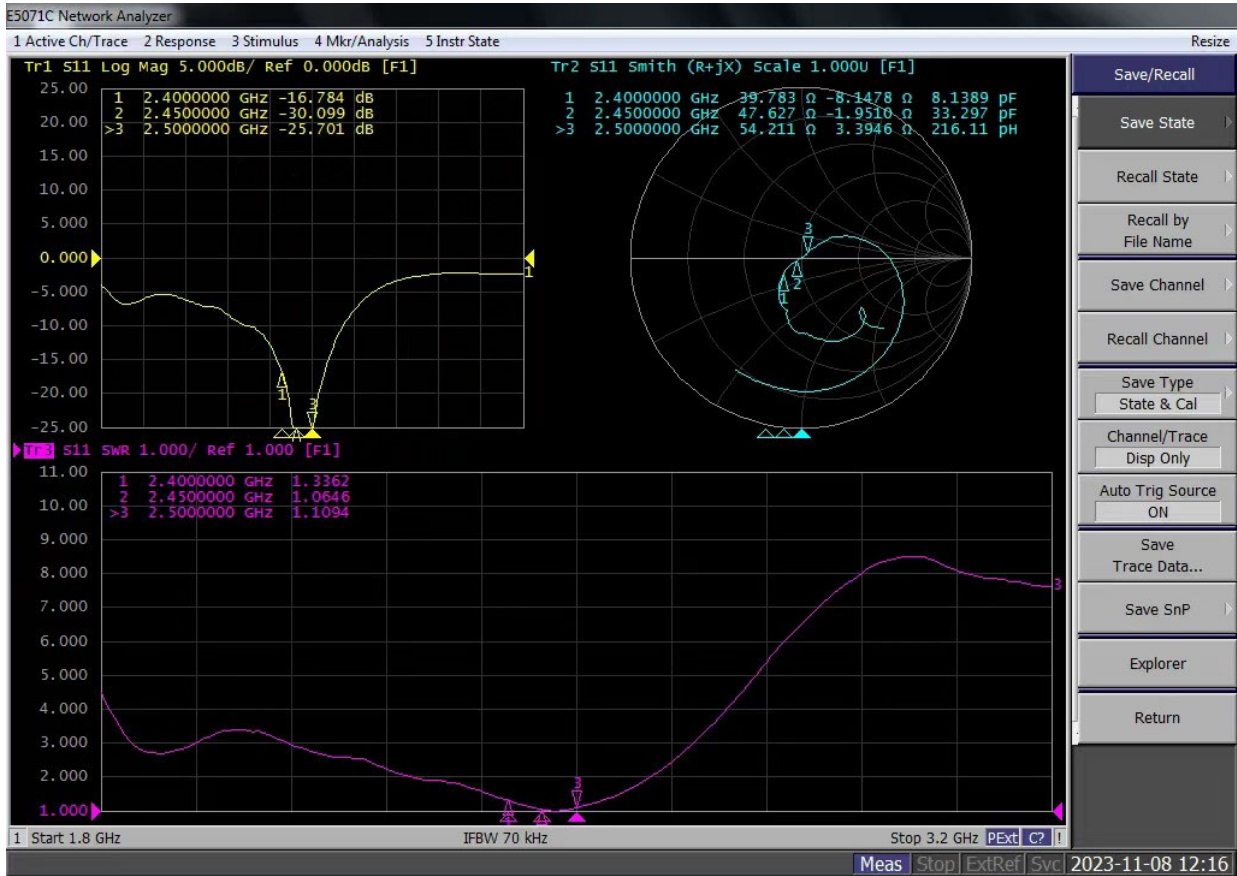 E5071C Network Analyzer
1 Active Ch/Trace 2 Response 3 Stimulus 4 Mkr/Analysis 5 Instr State Resize
Tr1 S11 Log Mag 5.000dB/ Ref 0.000dB [F1]
25.00
20.00
15.00
10.00
5.000
0.000
-5.000
-10.00
-15.00
-20.00
-25.00
1 2.4000000 GHz -16.784 dB
2 2.4500000 GHz -30.099 dB
>3 2.5000000 GHz -25.701 dB
1
1
3
Tr2 S11 Smith (R+jX) Scale 1.000U [F1]
1 2.4000000 GHz 39.783 Ω -8.1478 Ω 8.1389 pF
2 2.4500000 GHz 47.627 Ω -1.9510 Ω 33.297 pF
>3 2.5000000 GHz 54.211 Ω 3.3946 Ω 216.11 pH
3
2
1
Tr3 S11 SWR 1.000/ Ref 1.000 [F1]
11.00
10.00
9.000
8.000
7.000
6.000
5.000
4.000
3.000
2.000
1.000
1 2.4000000 GHz 1.3362
2 2.4500000 GHz 1.0646
>3 2.5000000 GHz 1.1094
3
3
1 Start 1.8 GHz IFBW 70 kHz Stop 3.2 GHz PExt C? !
Meas Stop ExtRef Svc 2023-11-08 12:16
Save/Recall
Save State
Recall State
Recall by
File Name
Save Channel
Recall Channel
Save Type
State & Cal
Channel/Trace
Disp Only
Auto Trig Source
ON
Save
Trace Data...
Save SnP
Explorer
Return